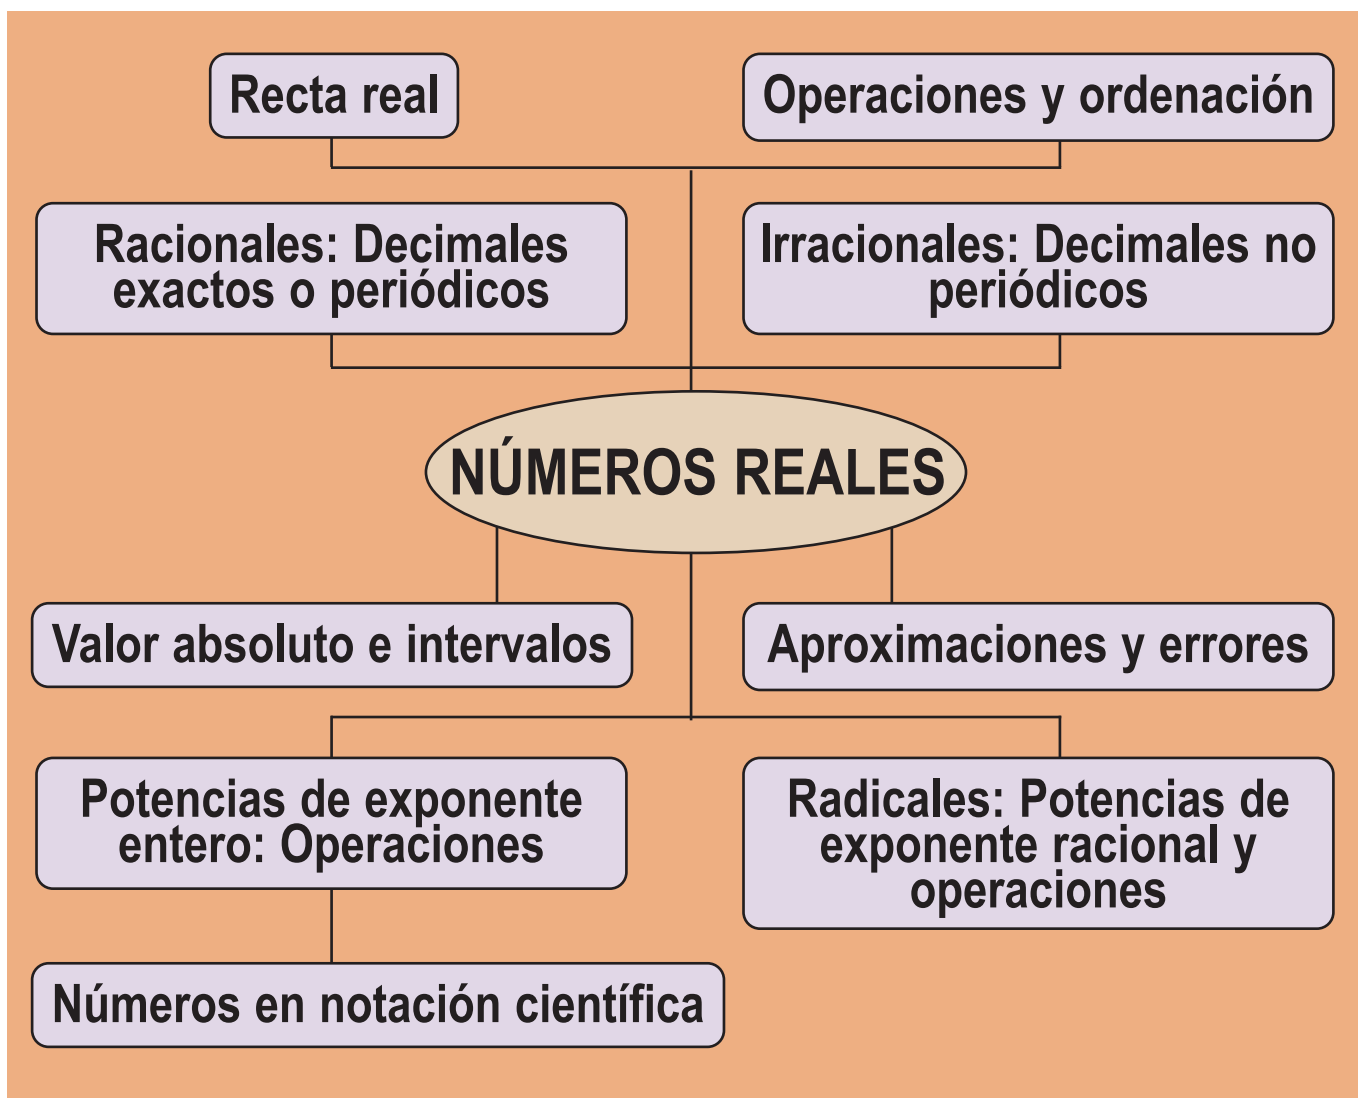 Recta real
Operaciones y ordenación
Racionales: Decimales
exactos o periódicos
Irracionales: Decimales no
periódicos
NÚMEROS REALES
Valor absoluto e intervalos
Aproximaciones y errores
Potencias de exponente
entero: Operaciones
Radicales: Potencias de
exponente racional y
operaciones
Números en notación científica